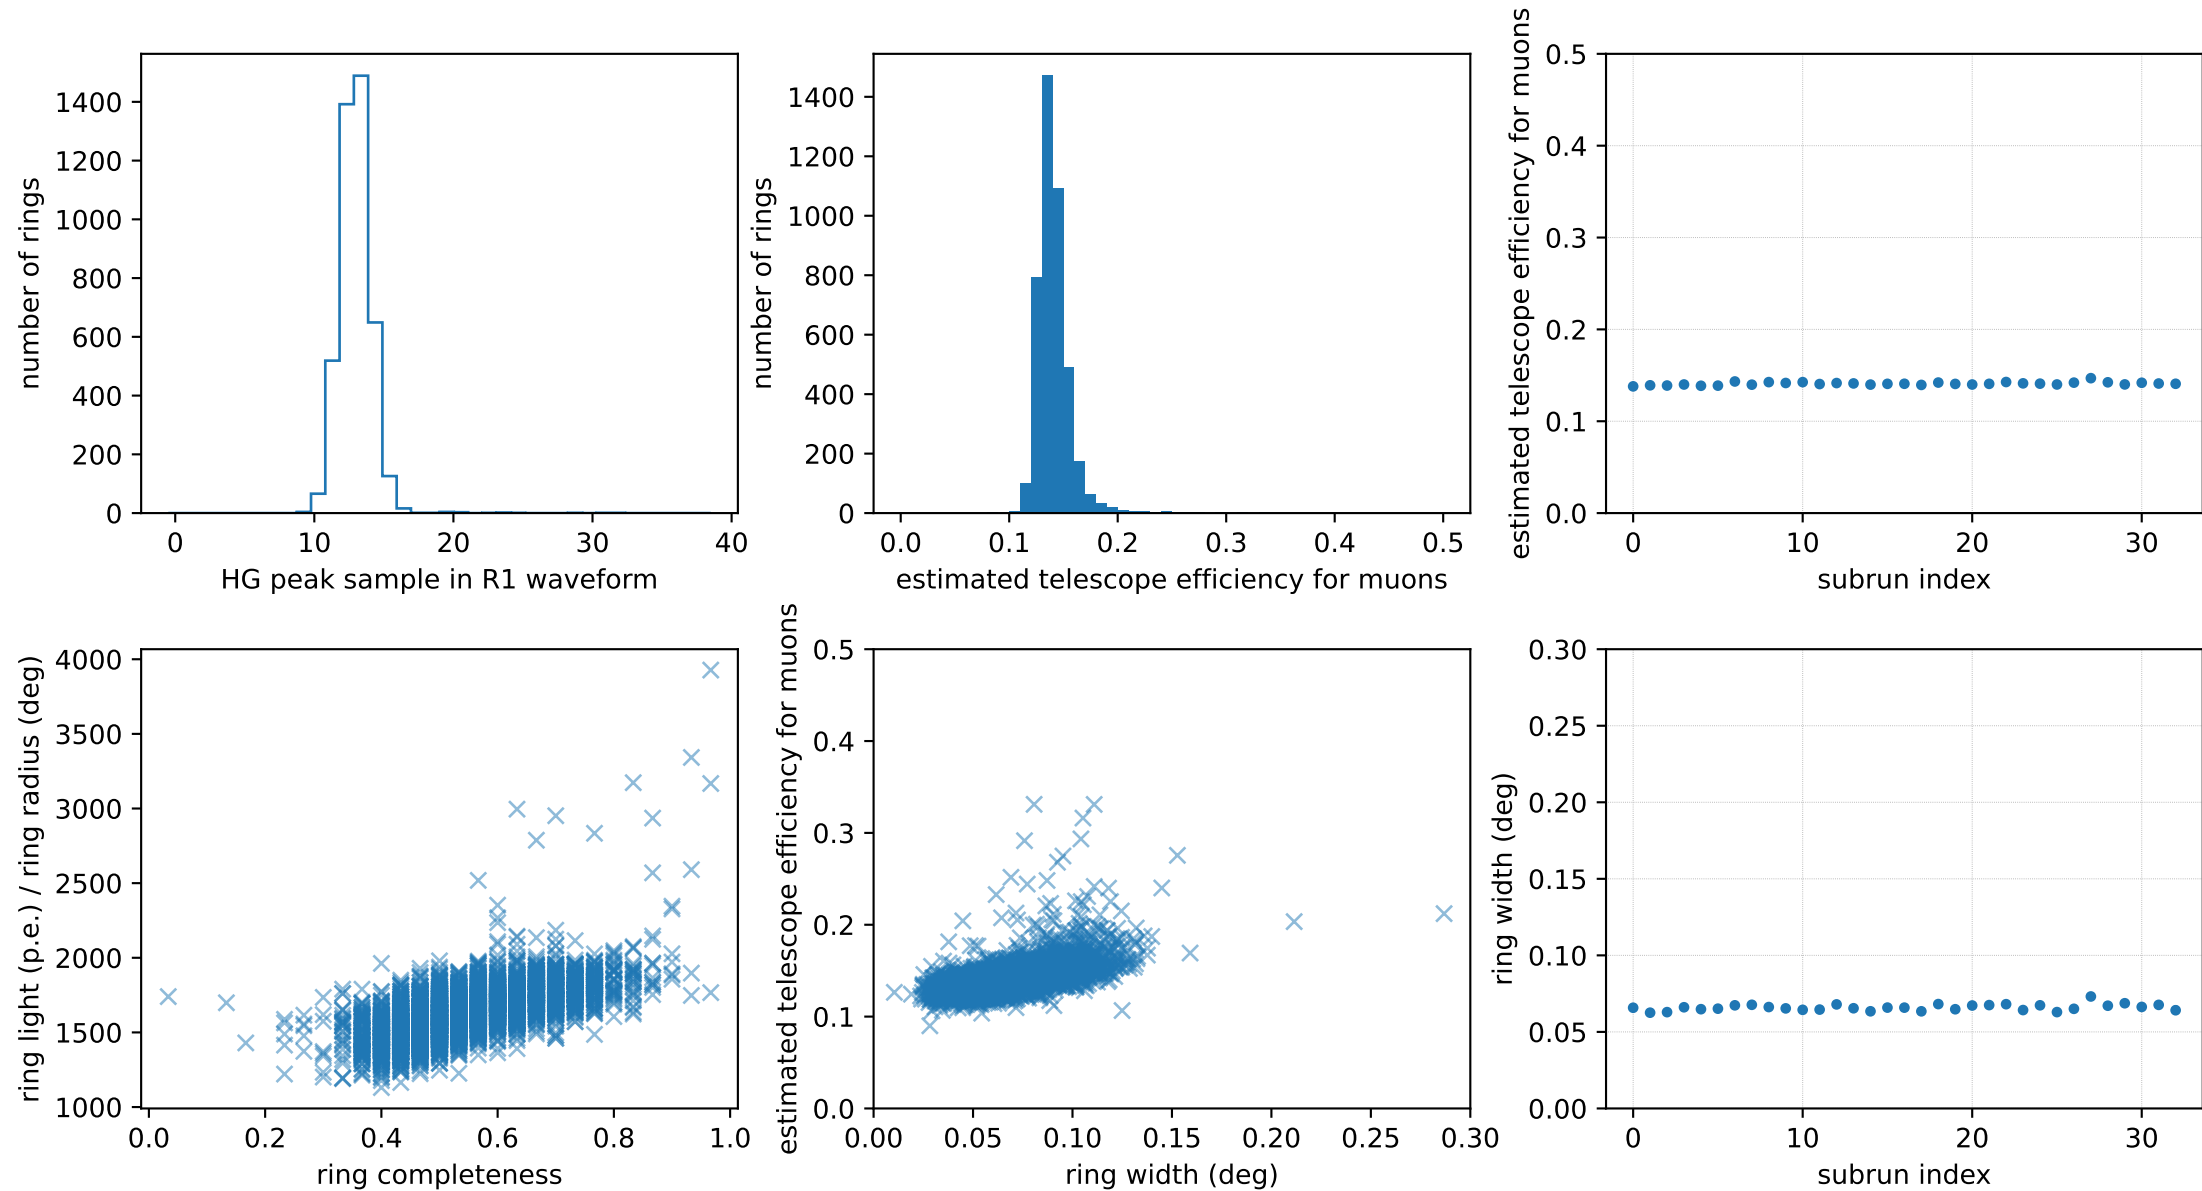 number of rings
1400
1200
1000
800
600
400
200
0
0 10 20 30 40
HG peak sample in R1 waveform
number of rings
1400
1200
1000
800
600
400
200
0
0.0 0.1 0.2 0.3 0.4 0.5
estimated telescope efficiency for muons
estimated telescope efficiency for muons
0.5
0.4
0.3
0.2
0.1
0.0
0 10 20 30
subrun index
ring light (p.e.) / ring radius (deg)
4000
3500
3000
2500
2000
1500
1000
0.0 0.2 0.4 0.6 0.8 1.0
ring completeness
estimated telescope efficiency for muons
0.5
0.4
0.3
0.2
0.1
0.0
0.00 0.05 0.10 0.15 0.20 0.25 0.30
ring width (deg)
ring width (deg)
0.30
0.25
0.20
0.15
0.10
0.05
0.00
0 10 20 30
subrun index